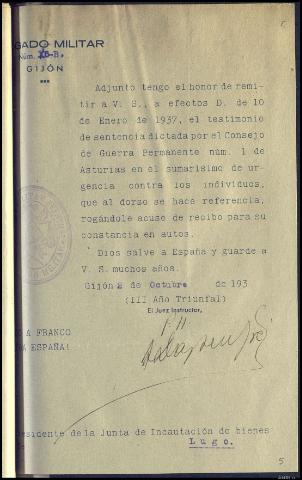 GADO MILITAR
Núm.
GIJÓN
Adjunto tengo el honor de remi-
tir a V. S., a efectos D. de 10
de Enero de 1937, el testimonio
de sentencia dictada por el Consejo
de Guerra Permanente núm. 1 de
Asturias en el sumarísimo de ur-
gencia contra los individuos,
que al dorso se hace referencia,
rogándole acuse de recibo para su
constancia en autos.
Dios salve a España y guarde a
V. S. muchos años.
Gijón 2 de Octubre de 193
(III Año Triunfal)
El Juez Instructor,
P.H.
O A FRANCO
A ESPAÑA!
esidente de la Junta de Incautación de bienes
Lugo.
5